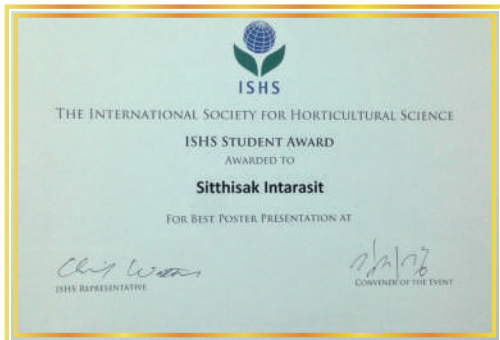 ISHS
THE INTERNATIONAL SOCIETY FOR HORTICULTURAL SCIENCE
ISHS STUDENT AWARD
AWARDED TO
Sitthisak Intarasit
FOR BEST POSTER PRESENTATION AT
ISHS REPRESENTATIVE
CONVENER OF THE EVENT